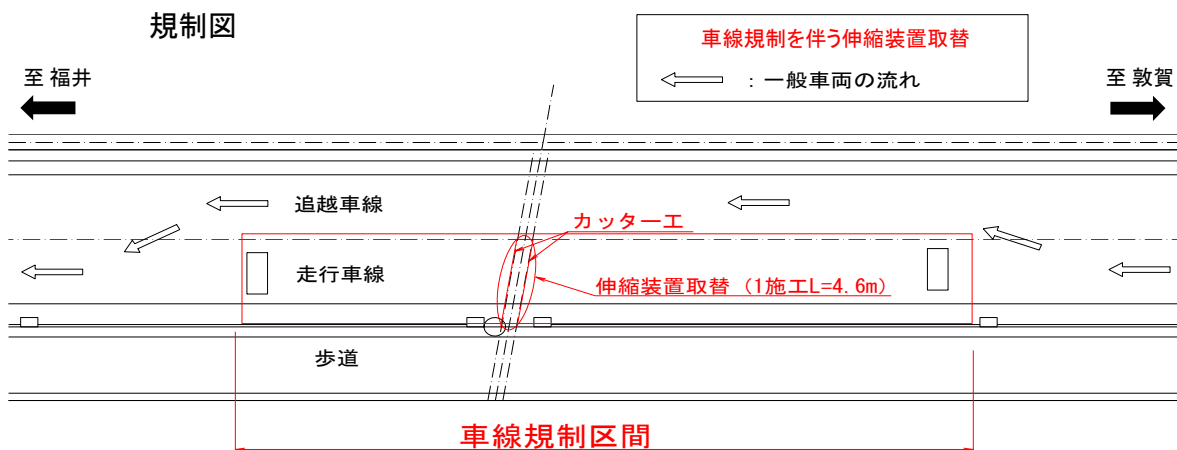 規制図
車線規制を伴う伸縮装置取替
：一般車両の流れ
至 福井
至 敦賀
追越車線
カッター工
走行車線
伸縮装置取替（1施工L=4.6m）
歩道
車線規制区間